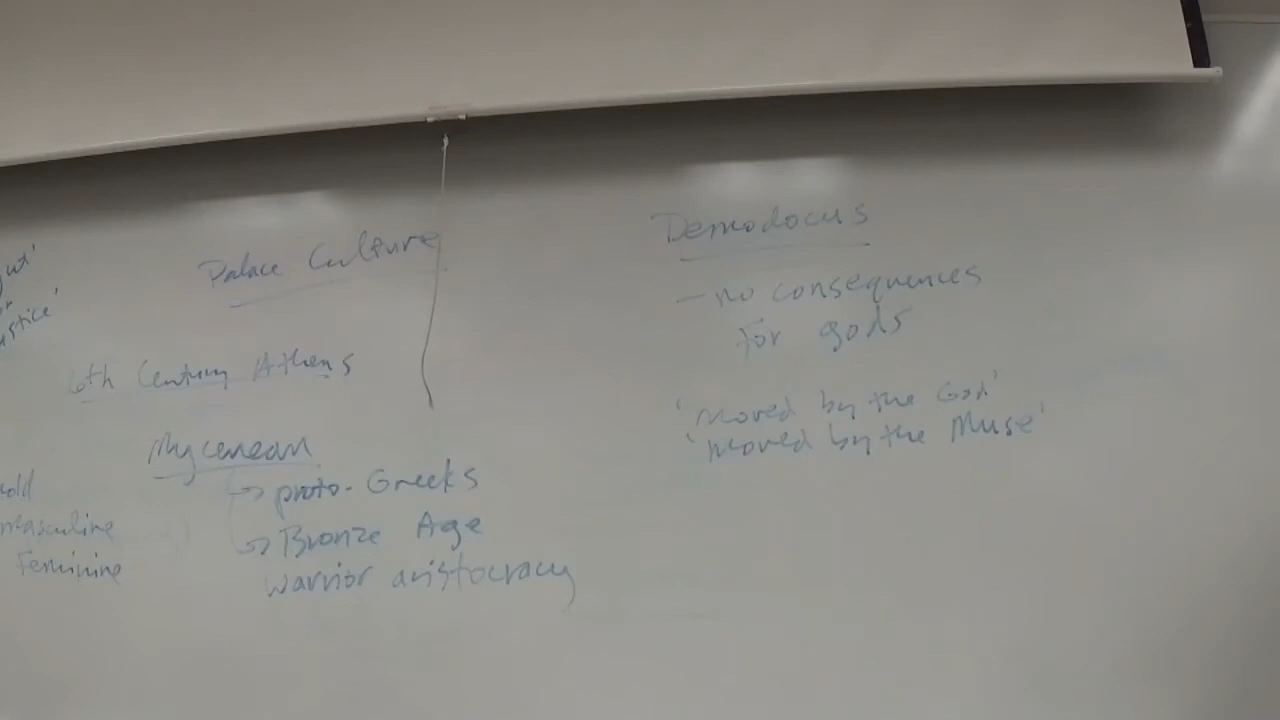 Palace Culture
6th Century Athens
Mycenean
→ proto-Greeks
→ Bronze Age
warrior aristocracy
Masculine
Feminine
Demodocus
- no consequences
for gods
'moved by the God'
'moved by the Muse'